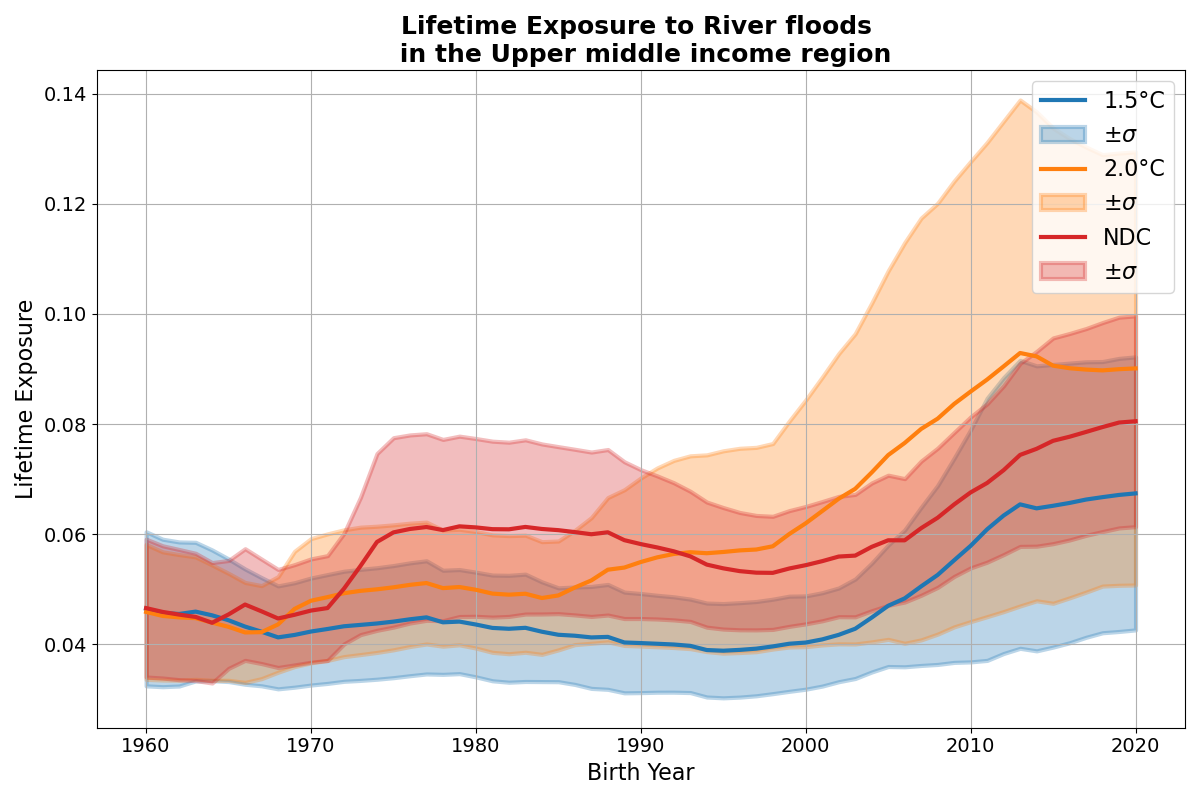 Lifetime Exposure to River floods
in the Upper middle income region
Lifetime Exposure
0.14
0.12
0.10
0.08
0.06
0.04
1960
1970
1980
1990
2000
2010
2020
Birth Year
1.5°C
±σ
2.0°C
±σ
NDC
±σ